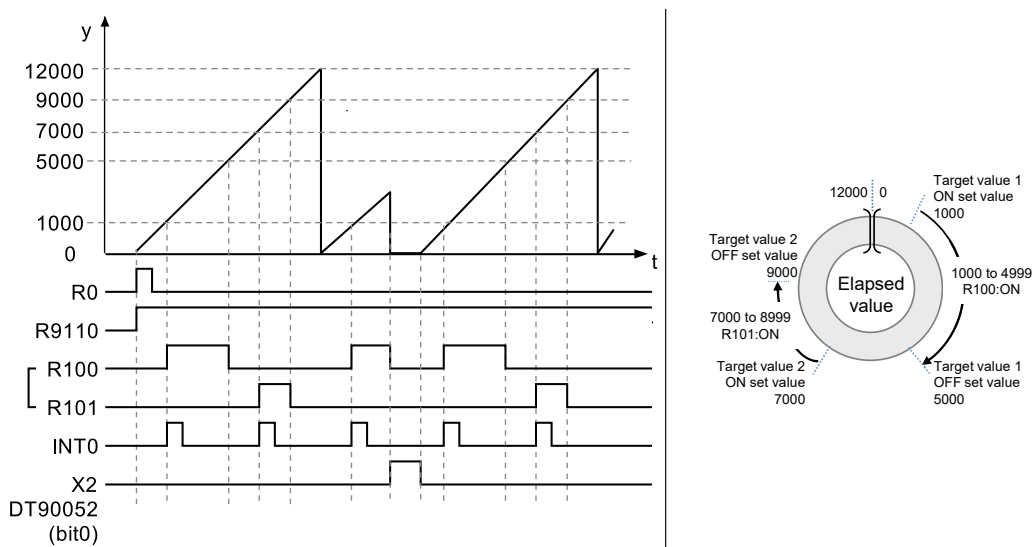 y
12000
9000
7000
5000
1000
0
t
R0
R9110
R100
R101
INT0
X2
DT90052
(bit0)
12000 0
Target value 1
ON set value
1000
Target value 2
OFF set value
9000
Elapsed
value
1000 to 4999
R100:ON
7000 to 8999
R101:ON
Target value 2
ON set value
7000
Target value 1
OFF set value
5000